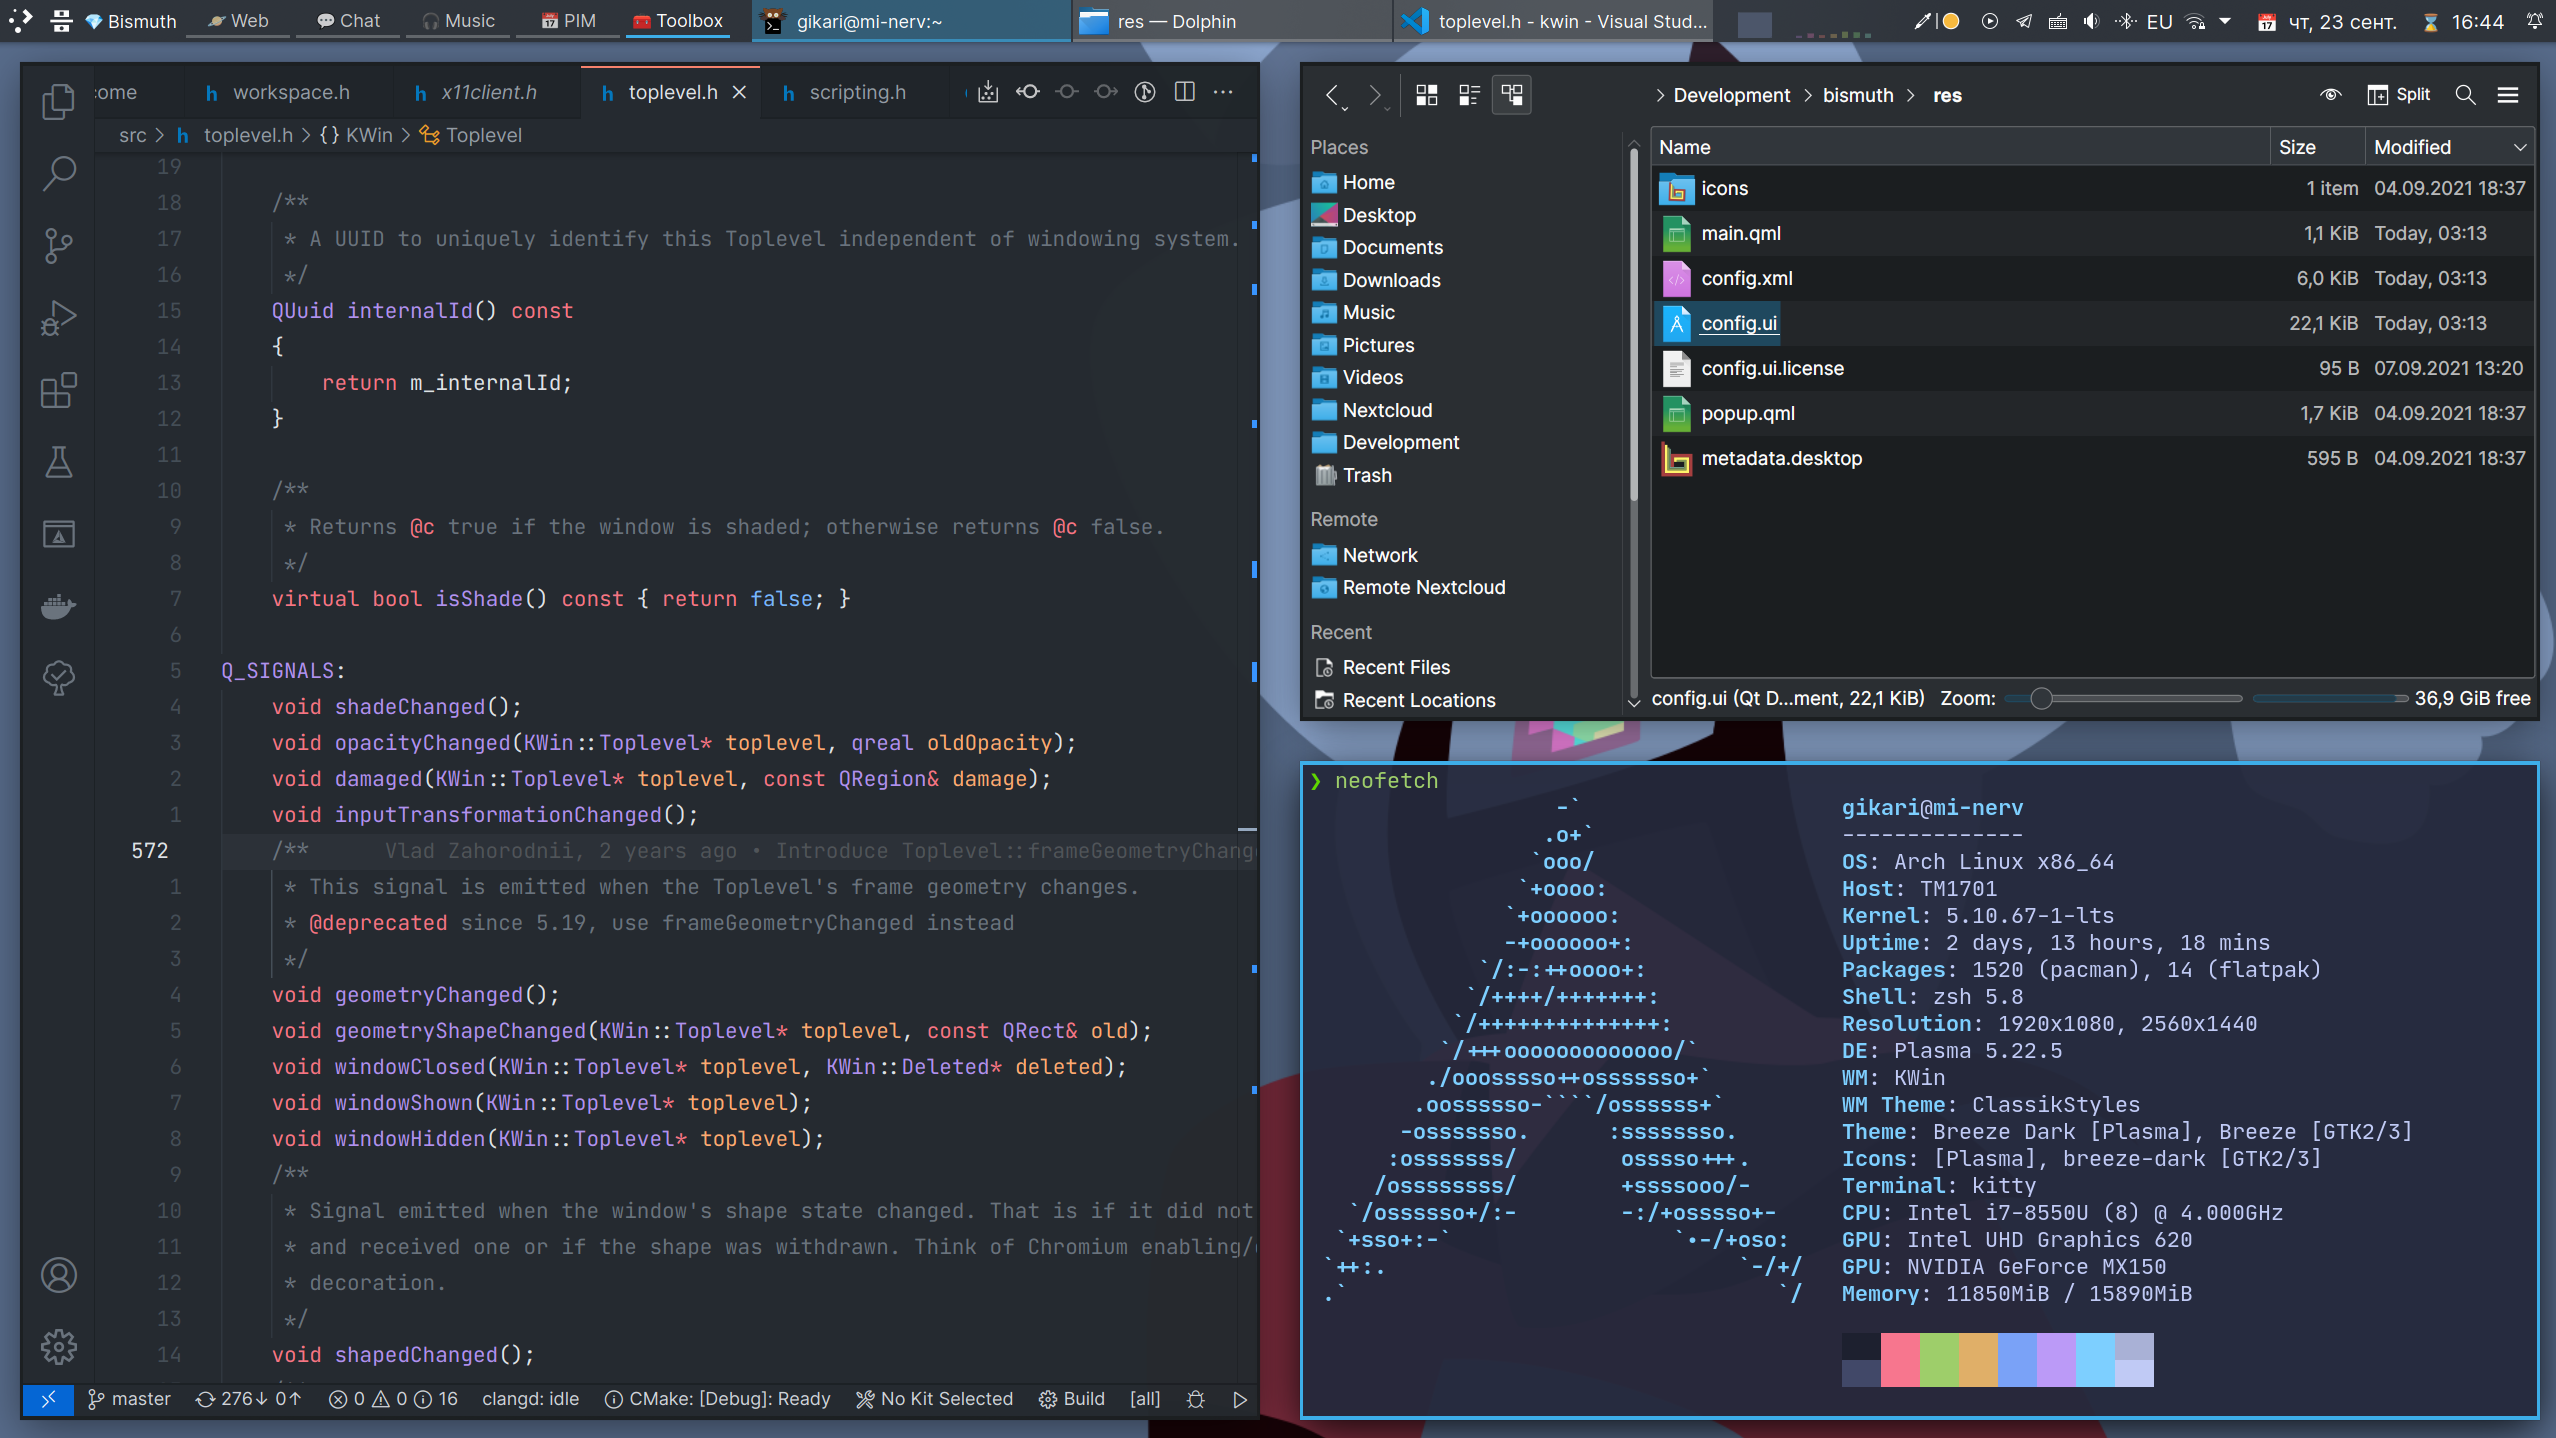 Bismuth Web Chat Music PIM Toolbox gikari@mi-nerv:~ res — Dolphin toplevel.h - kwin - Visual Stud... EU чт, 23 сент. 16:44
ome workspace.h x11client.h toplevel.h scripting.h
src > h toplevel.h > {} KWin > Toplevel
19
18 /**
17 * A UUID to uniquely identify this Toplevel independent of windowing system.
16 */
15 QUuid internalId() const
14 {
13 return m_internalId;
12 }
11
10 /**
9 * Returns @c true if the window is shaded; otherwise returns @c false.
8 */
7 virtual bool isShade() const { return false; }
6
5 Q_SIGNALS:
4 void shadeChanged();
3 void opacityChanged(KWin::Toplevel* toplevel, qreal oldOpacity);
2 void damaged(KWin::Toplevel* toplevel, const QRegion& damage);
1 void inputTransformationChanged();
572 /** Vlad Zahorodnii, 2 years ago • Introduce Toplevel::frameGeometryChang
1 * This signal is emitted when the Toplevel's frame geometry changes.
2 * @deprecated since 5.19, use frameGeometryChanged instead
3 */
4 void geometryChanged();
5 void geometryShapeChanged(KWin::Toplevel* toplevel, const QRect& old);
6 void windowClosed(KWin::Toplevel* toplevel, KWin::Deleted* deleted);
7 void windowShown(KWin::Toplevel* toplevel);
8 void windowHidden(KWin::Toplevel* toplevel);
9 /**
10 * Signal emitted when the window's shape state changed. That is if it did not
11 * and received one or if the shape was withdrawn. Think of Chromium enabling/
12 * decoration.
13 */
14 void shapedChanged();
master 276↓ 0↑ 0 0 16 clangd: idle CMake: [Debug]: Ready No Kit Selected Build [all]
> Development > bismuth > res Split
Places
Home
Desktop
Documents
Downloads
Music
Pictures
Videos
Nextcloud
Development
Trash
Remote
Network
Remote Nextcloud
Recent
Recent Files
Recent Locations
Name Size Modified
icons 1 item 04.09.2021 18:37
main.qml 1,1 KiB Today, 03:13
config.xml 6,0 KiB Today, 03:13
config.ui 22,1 KiB Today, 03:13
config.ui.license 95 B 07.09.2021 13:20
popup.qml 1,7 KiB 04.09.2021 18:37
metadata.desktop 595 B 04.09.2021 18:37
config.ui (Qt D...ment, 22,1 KiB) Zoom: 36,9 GiB free
❯ neofetch
-` gikari@mi-nerv
.o+` --------------
`ooo/ OS: Arch Linux x86_64
`+oooo: Host: TM1701
`+oooooo: Kernel: 5.10.67-1-lts
-+oooooo+: Uptime: 2 days, 13 hours, 18 mins
`/:-:++oooo+: Packages: 1520 (pacman), 14 (flatpak)
`/++++/+++++++: Shell: zsh 5.8
`/++++++++++++++: Resolution: 1920x1080, 2560x1440
`/+++ooooooooooooo/` DE: Plasma 5.22.5
./ooosssso++osssssso+` WM: KWin
.oossssso-````/ossssss+` WM Theme: ClassikStyles
-osssssso. :ssssssso. Theme: Breeze Dark [Plasma], Breeze [GTK2/3]
:osssssss/ osssso+++. Icons: [Plasma], breeze-dark [GTK2/3]
/ossssssss/ +ssssooo/- Terminal: kitty
`/ossssso+/:- -:/+osssso+- CPU: Intel i7-8550U (8) @ 4.000GHz
`+sso+:-` `•-/+oso: GPU: Intel UHD Graphics 620
`++:. `-/+/ GPU: NVIDIA GeForce MX150
.` `/ Memory: 11850MiB / 15890MiB